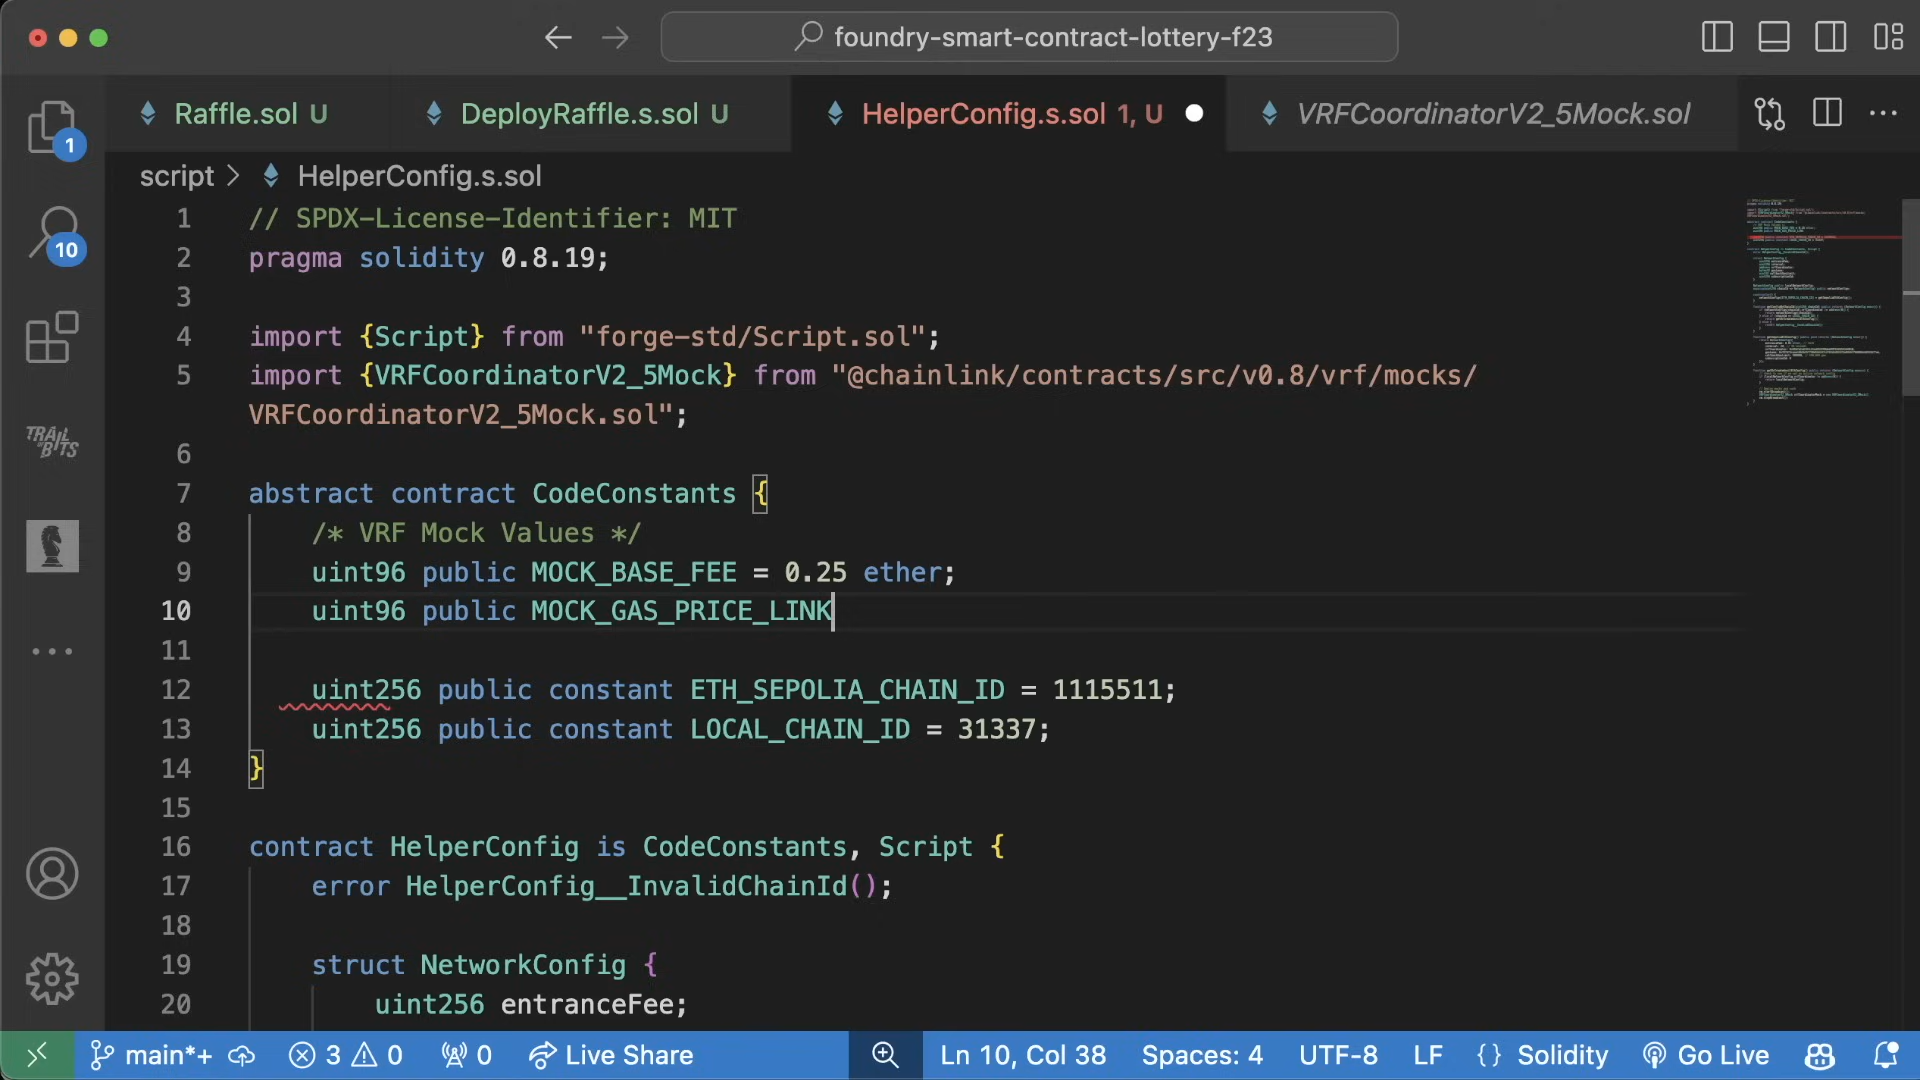 foundry-smart-contract-lottery-f23
Raffle.sol U
DeployRaffle.s.sol U
HelperConfig.s.sol 1, U
VRFCoordinatorV2_5Mock.sol
1
script > HelperConfig.s.sol
1 // SPDX-License-Identifier: MIT
2 pragma solidity 0.8.19;
3
4 import {Script} from "forge-std/Script.sol";
5 import {VRFCoordinatorV2_5Mock} from "@chainlink/contracts/src/v0.8/vrf/mocks/
VRFCoordinatorV2_5Mock.sol";
6
7 abstract contract CodeConstants {
8 /* VRF Mock Values */
9 uint96 public MOCK_BASE_FEE = 0.25 ether;
10 uint96 public MOCK_GAS_PRICE_LINK
11
12 uint256 public constant ETH_SEPOLIA_CHAIN_ID = 1115511;
13 uint256 public constant LOCAL_CHAIN_ID = 31337;
14 }
15
16 contract HelperConfig is CodeConstants, Script {
17 error HelperConfig__InvalidChainId();
18
19 struct NetworkConfig {
20 uint256 entranceFee;
10
TRAIL OF BITS
main*+ 3 0 0 Live Share Ln 10, Col 38 Spaces: 4 UTF-8 LF {} Solidity Go Live